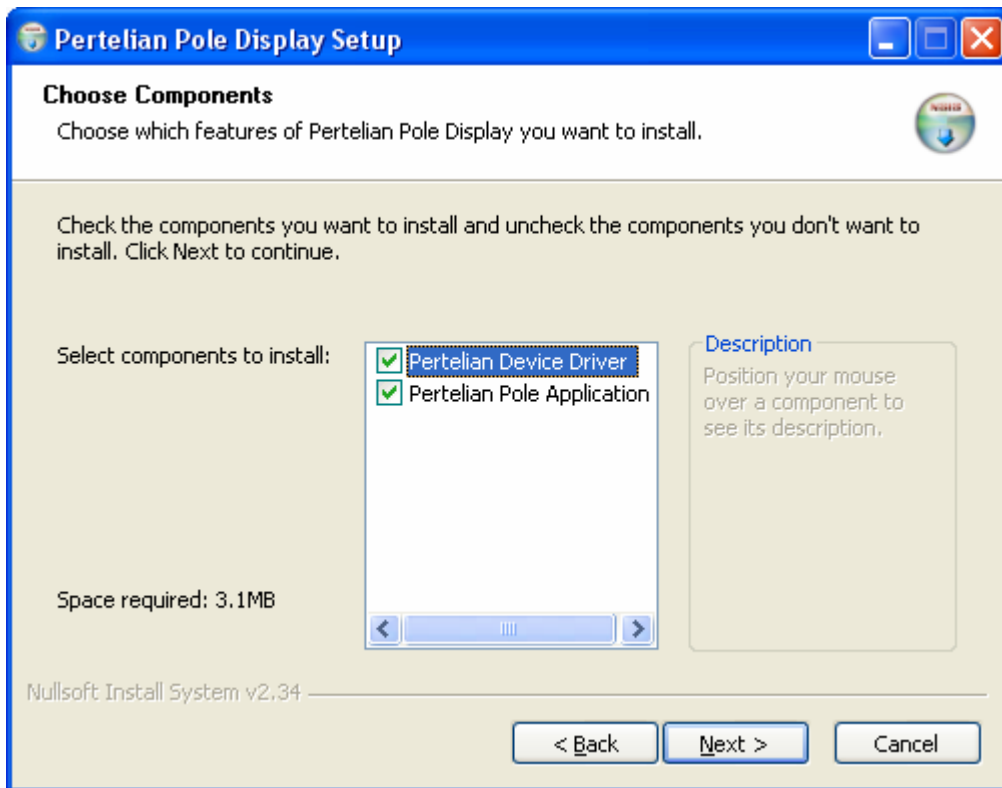 Pertelian Pole Display Setup
Choose Components
Choose which features of Pertelian Pole Display you want to install.
Check the components you want to install and uncheck the components you don't want to
install. Click Next to continue.
Select components to install:
Pertelian Device Driver
Pertelian Pole Application
Description
Position your mouse
over a component to
see its description.
Space required: 3.1MB
Nullsoft Install System v2.34
< Back
Next >
Cancel